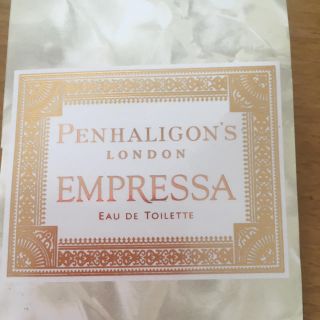 PENHALIGON'S
LONDON
EMPRESSA
EAU DE TOILETTE